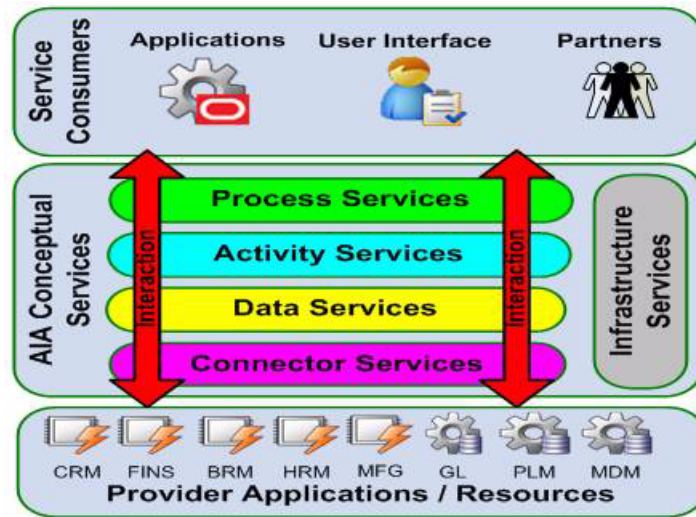 Service
Consumers
Applications
User Interface
Partners
AIA Conceptual
Services
Process Services
Activity Services
Data Services
Connector Services
Interaction
Interaction
Infrastructure
Services
CRM FINS BRM HRM MFG GL PLM MDM
Provider Applications / Resources